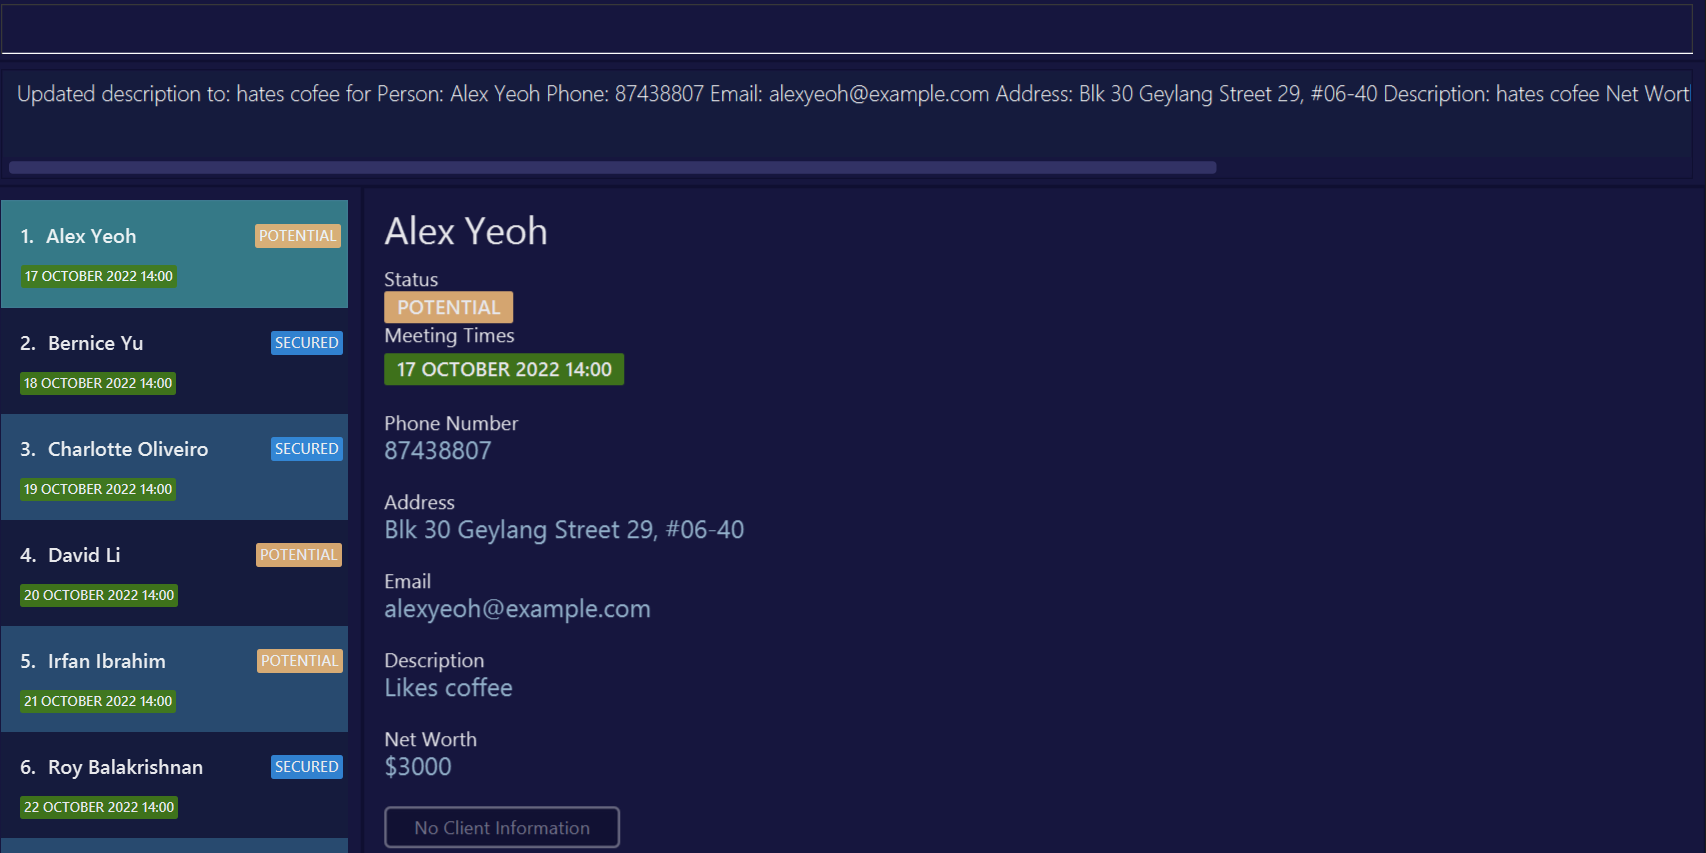 Updated description to: hates cofee for Person: Alex Yeoh Phone: 87438807 Email: alexyeoh@example.com Address: Blk 30 Geylang Street 29, #06-40 Description: hates cofee Net Wort
1. Alex Yeoh POTENTIAL
17 OCTOBER 2022 14:00
2. Bernice Yu SECURED
18 OCTOBER 2022 14:00
3. Charlotte Oliveiro SECURED
19 OCTOBER 2022 14:00
4. David Li POTENTIAL
20 OCTOBER 2022 14:00
5. Irfan Ibrahim POTENTIAL
21 OCTOBER 2022 14:00
6. Roy Balakrishnan SECURED
22 OCTOBER 2022 14:00
Alex Yeoh
Status
POTENTIAL
Meeting Times
17 OCTOBER 2022 14:00
Phone Number
87438807
Address
Blk 30 Geylang Street 29, #06-40
Email
alexyeoh@example.com
Description
Likes coffee
Net Worth
$3000
No Client Information